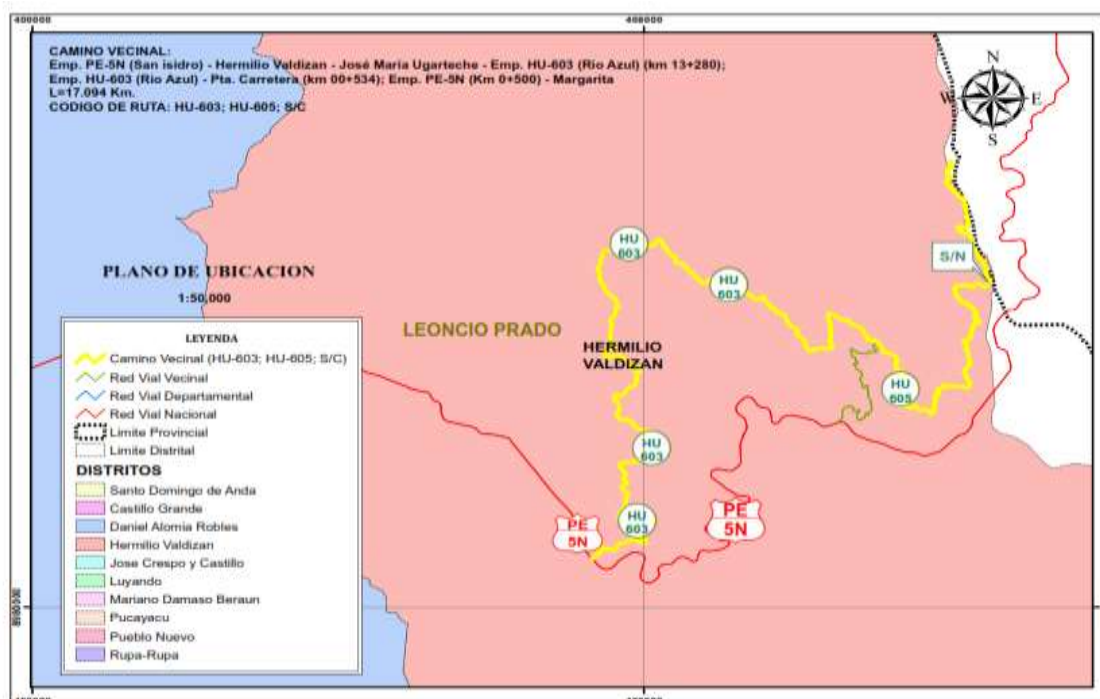 400000
CAMINO VECINAL:
Emp. PE-5N (San isidro) - Hermilio Valdizan - José María Ugarteche - Emp. HU-603 (Rio Azul) (km 13+280);
Emp. HU-603 (Rio Azul) - Pta. Carretera (km 00+534); Emp. PE-5N (Km 0+500) - Margarita
L=17.094 Km.
CODIGO DE RUTA: HU-603; HU-605; S/C
N
W
E
S
HU
603
S/N
PLANO DE UBICACION
1:50,000
HU
603
LEONCIO PRADO
HERMILIO
VALDIZAN
HU
605
HU
603
HU
603
PE
5N
PE
5N
LEYENDA
Camino Vecinal (HU-603; HU-605; S/C)
Red Vial Vecinal
Red Vial Departamental
Red Vial Nacional
Limite Provincial
Limite Distrital
DISTRITOS
Santo Domingo de Anda
Castillo Grande
Daniel Alomia Robles
Hermilio Valdizan
Jose Crespo y Castillo
Luyando
Mariano Damaso Beraun
Pucayacu
Pueblo Nuevo
Rupa-Rupa